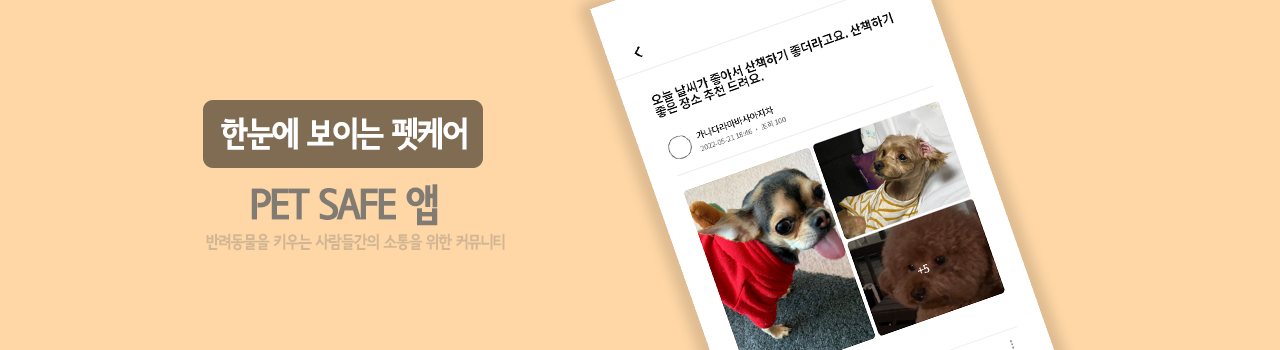 한눈에 보이는 펫케어
PET SAFE 앱
반려동물을 키우는 사람들간의 소통을 위한 커뮤니티
오늘 날씨가 좋아서 산책하기 좋더라고요. 산책하기
좋은 장소 추천 드려요.
가나다라마바사아자차
2022-05-21 16:46 · 조회 100
+5